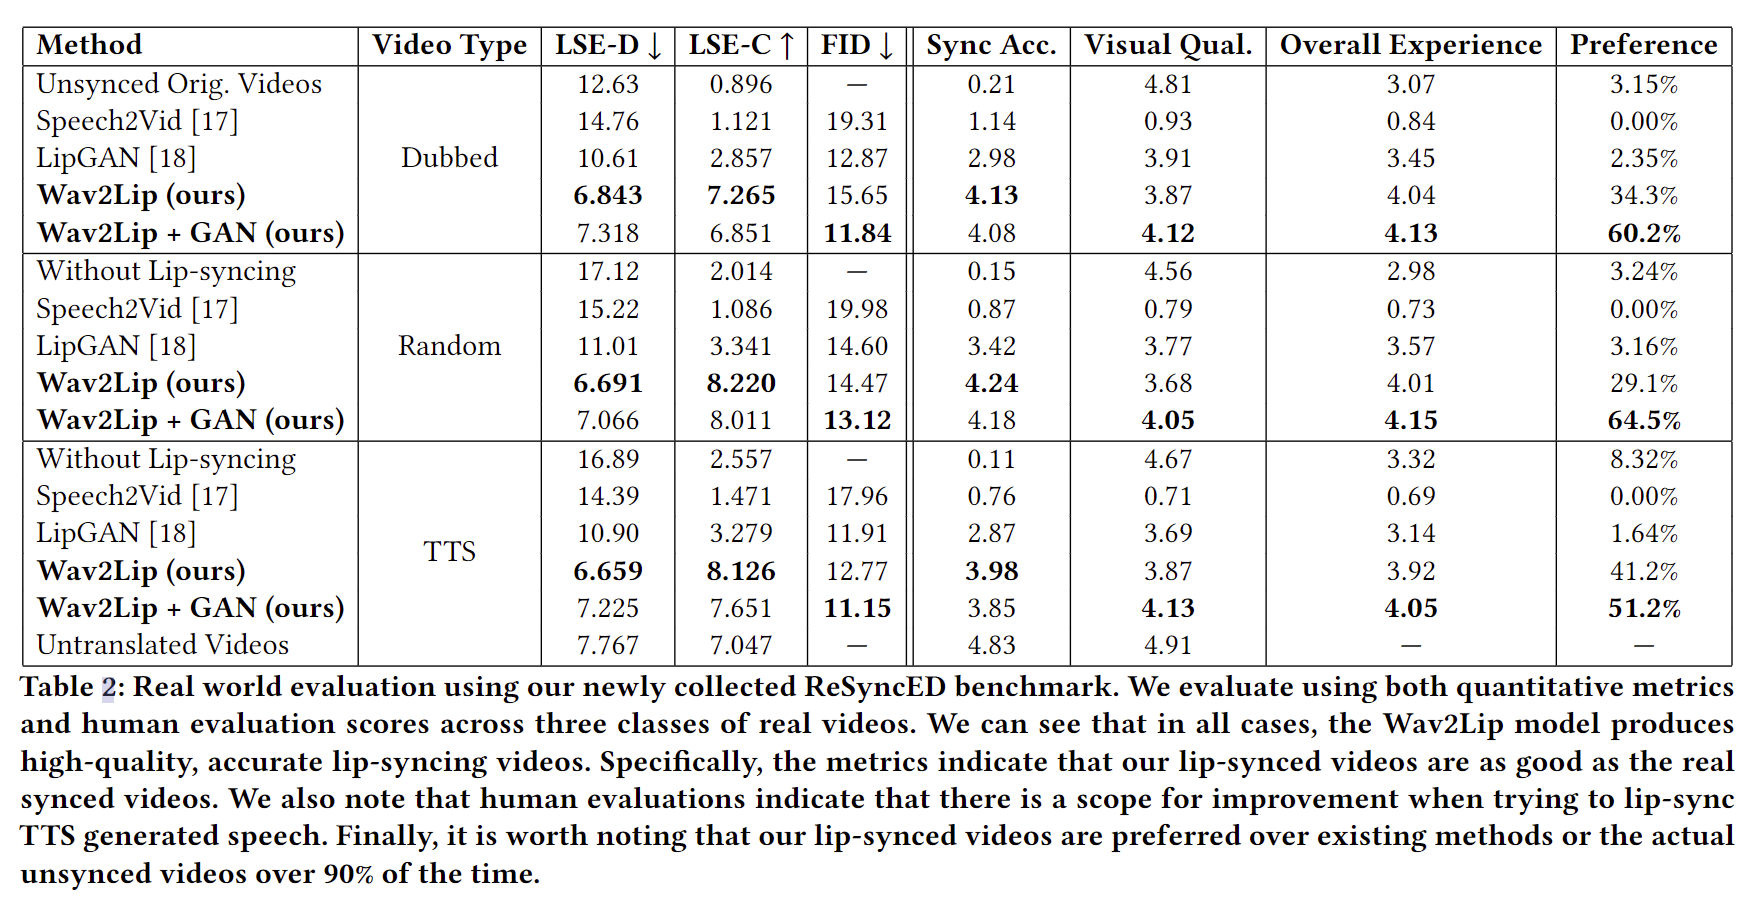 Method Video Type LSE-D ↓ LSE-C ↑ FID ↓ Sync Acc. Visual Qual. Overall Experience Preference
Unsynced Orig. Videos 12.63 0.896 — 0.21 4.81 3.07 3.15%
Speech2Vid [17] 14.76 1.121 19.31 1.14 0.93 0.84 0.00%
LipGAN [18] Dubbed 10.61 2.857 12.87 2.98 3.91 3.45 2.35%
Wav2Lip (ours) 6.843 7.265 15.65 4.13 3.87 4.04 34.3%
Wav2Lip + GAN (ours) 7.318 6.851 11.84 4.08 4.12 4.13 60.2%
Without Lip-syncing 17.12 2.014 — 0.15 4.56 2.98 3.24%
Speech2Vid [17] 15.22 1.086 19.98 0.87 0.79 0.73 0.00%
LipGAN [18] Random 11.01 3.341 14.60 3.42 3.77 3.57 3.16%
Wav2Lip (ours) 6.691 8.220 14.47 4.24 3.68 4.01 29.1%
Wav2Lip + GAN (ours) 7.066 8.011 13.12 4.18 4.05 4.15 64.5%
Without Lip-syncing 16.89 2.557 — 0.11 4.67 3.32 8.32%
Speech2Vid [17] 14.39 1.471 17.96 0.76 0.71 0.69 0.00%
LipGAN [18] 10.90 3.279 11.91 2.87 3.69 3.14 1.64%
TTS
Wav2Lip (ours) 6.659 8.126 12.77 3.98 3.87 3.92 41.2%
Wav2Lip + GAN (ours) 7.225 7.651 11.15 3.85 4.13 4.05 51.2%
Untranslated Videos 7.767 7.047 — 4.83 4.91 — —
Table 2: Real world evaluation using our newly collected ReSyncED benchmark. We evaluate using both quantitative metrics
and human evaluation scores across three classes of real videos. We can see that in all cases, the Wav2Lip model produces
high-quality, accurate lip-syncing videos. Specifically, the metrics indicate that our lip-synced videos are as good as the real
synced videos. We also note that human evaluations indicate that there is a scope for improvement when trying to lip-sync
TTS generated speech. Finally, it is worth noting that our lip-synced videos are preferred over existing methods or the actual
unsynced videos over 90% of the time.